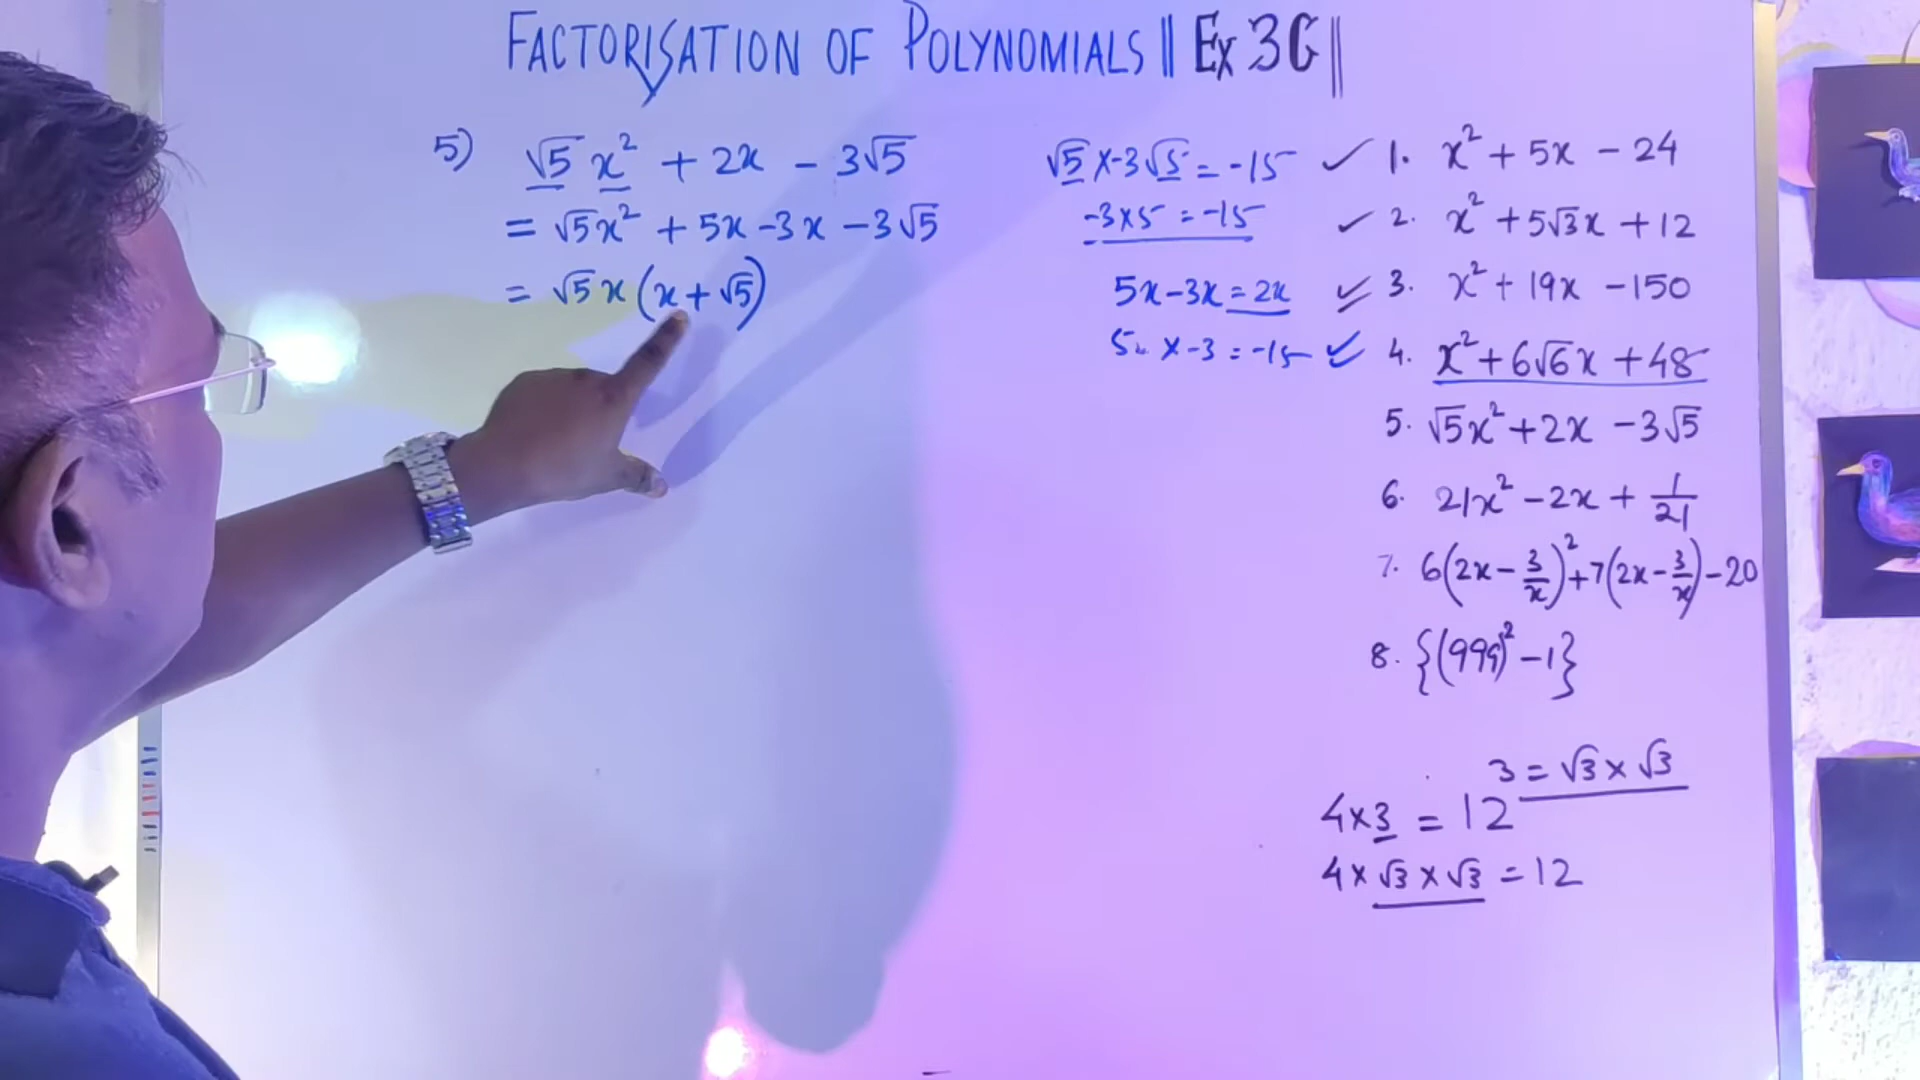 FACTORISATION OF POLYNOMIALS || Ex 3G ||
5) √5 x² + 2x - 3√5
= √5x² + 5x - 3x - 3√5
= √5 x (x + √5)
√5 x -3√5 = -15
-3 x 5 = -15
5x - 3x = 2x
5 x -3 = -15
✓ 1. x² + 5x - 24
✓ 2. x² + 5√3x + 12
✓ 3. x² + 19x - 150
✓ 4. x² + 6√6x + 48
5. √5x² + 2x - 3√5
6. 21x² - 2x + 1/21
7. 6(2x - 3/x)² + 7(2x - 3/x) - 20
8. {(999)² - 1}
3 = √3 x √3
4 x 3 = 12
4 x √3 x √3 = 12